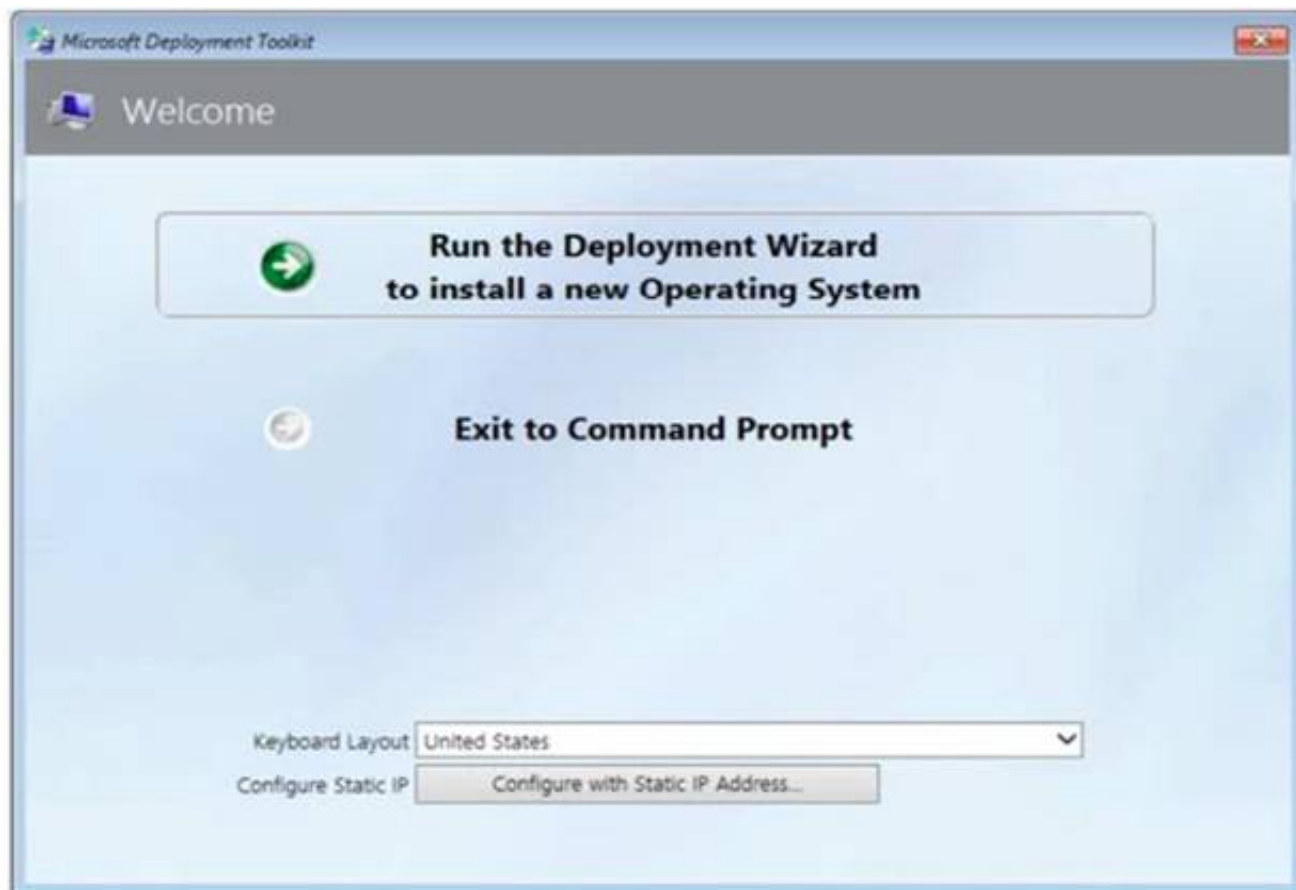 Microsoft Deployment Toolkit
Welcome
Run the Deployment Wizard
to install a new Operating System
Exit to Command Prompt
Keyboard Layout United States
Configure Static IP Configure with Static IP Address...